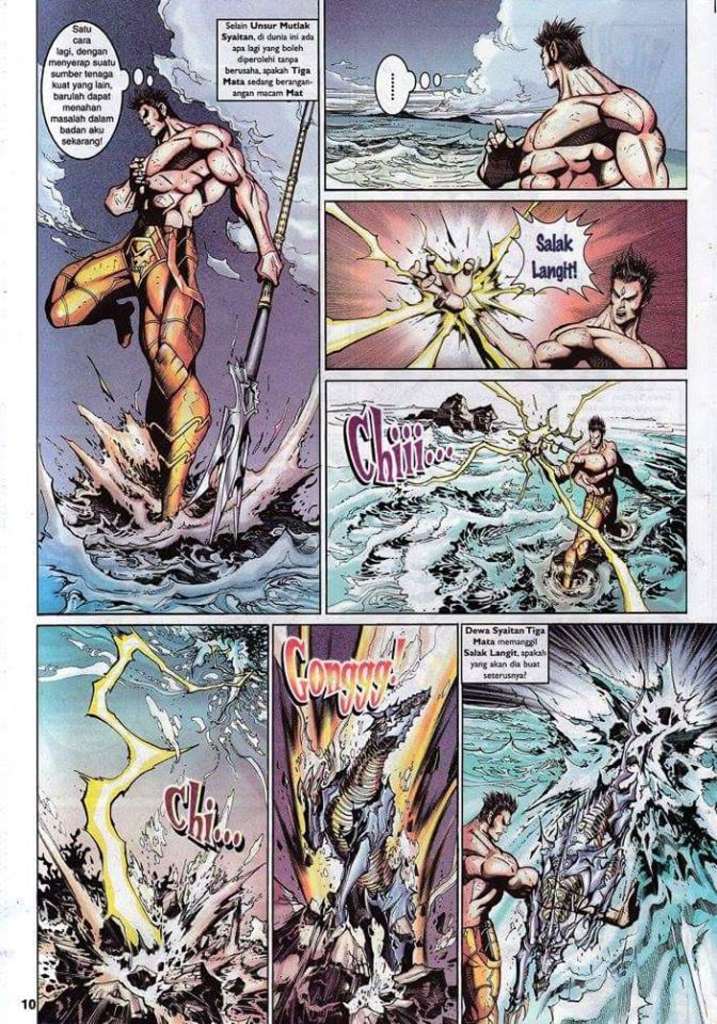 Satu
cara
lagi, dengan
menyerap suatu
sumber tenaga
kuat yang lain,
barulah dapat
menahan
masalah dalam
badan aku
sekarang!
Selain Unsur Mutlak
Syaitan, di dunia ini ada
apa lagi yang boleh
diperolehi tanpa
berusaha, apakah Tiga
Mata sedang berangan-
angan macam Mat
......
Salak
Langit!
Chiii...
Chi...
Gonggg!
Dewa Syaitan Tiga
Mata memanggil
Salak Langit, apakah
yang akan dia buat
seterusnya?
10